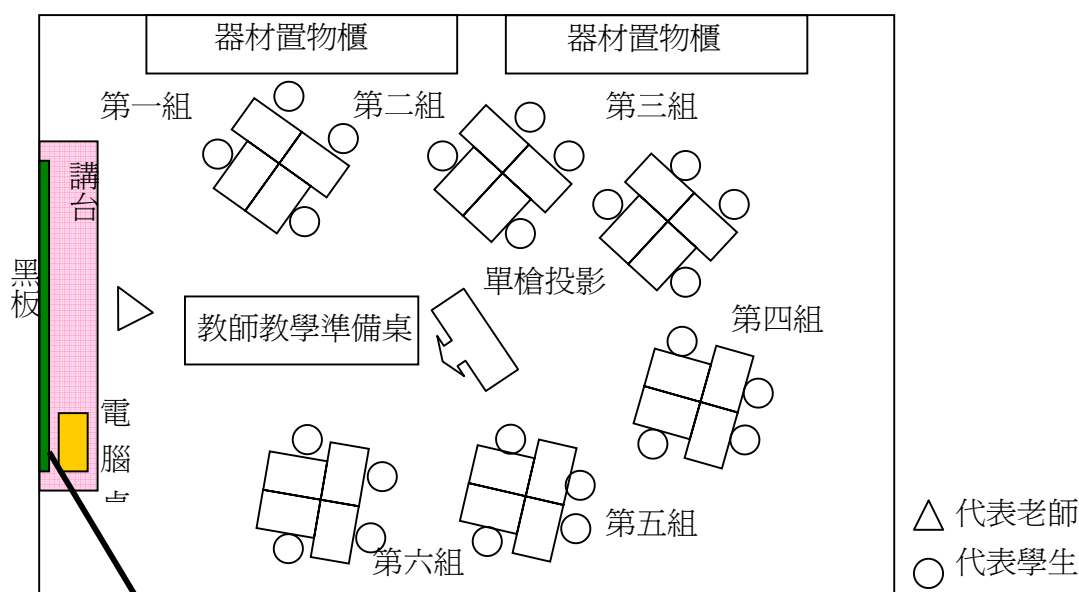 器材置物櫃
器材置物櫃
第一組
第二組
第三組
講台
黑板
單槍投影
教師教學準備桌
第四組
電腦桌
第五組
第六組
代表老師
代表學生